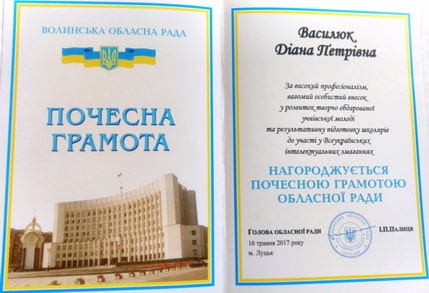 ВОЛИНСЬКА ОБЛАСНА РАДА
ПОЧЕСНА
ГРАМОТА
Василюк
Діана Петрівна
За високий професіоналізм,
вагомий особистий внесок
у розвиток творчо обдарованої
учнівської молоді
та результативну підготовку школярів
до участі у Всеукраїнських
інтелектуальних змаганнях
НАГОРОДЖУЄТЬСЯ
ПОЧЕСНОЮ ГРАМОТОЮ
ОБЛАСНОЇ РАДИ
ГОЛОВА ОБЛАСНОЇ РАДИ
І.П.ПАЛИЦЯ
16 травня 2017 року
м. Луцьк